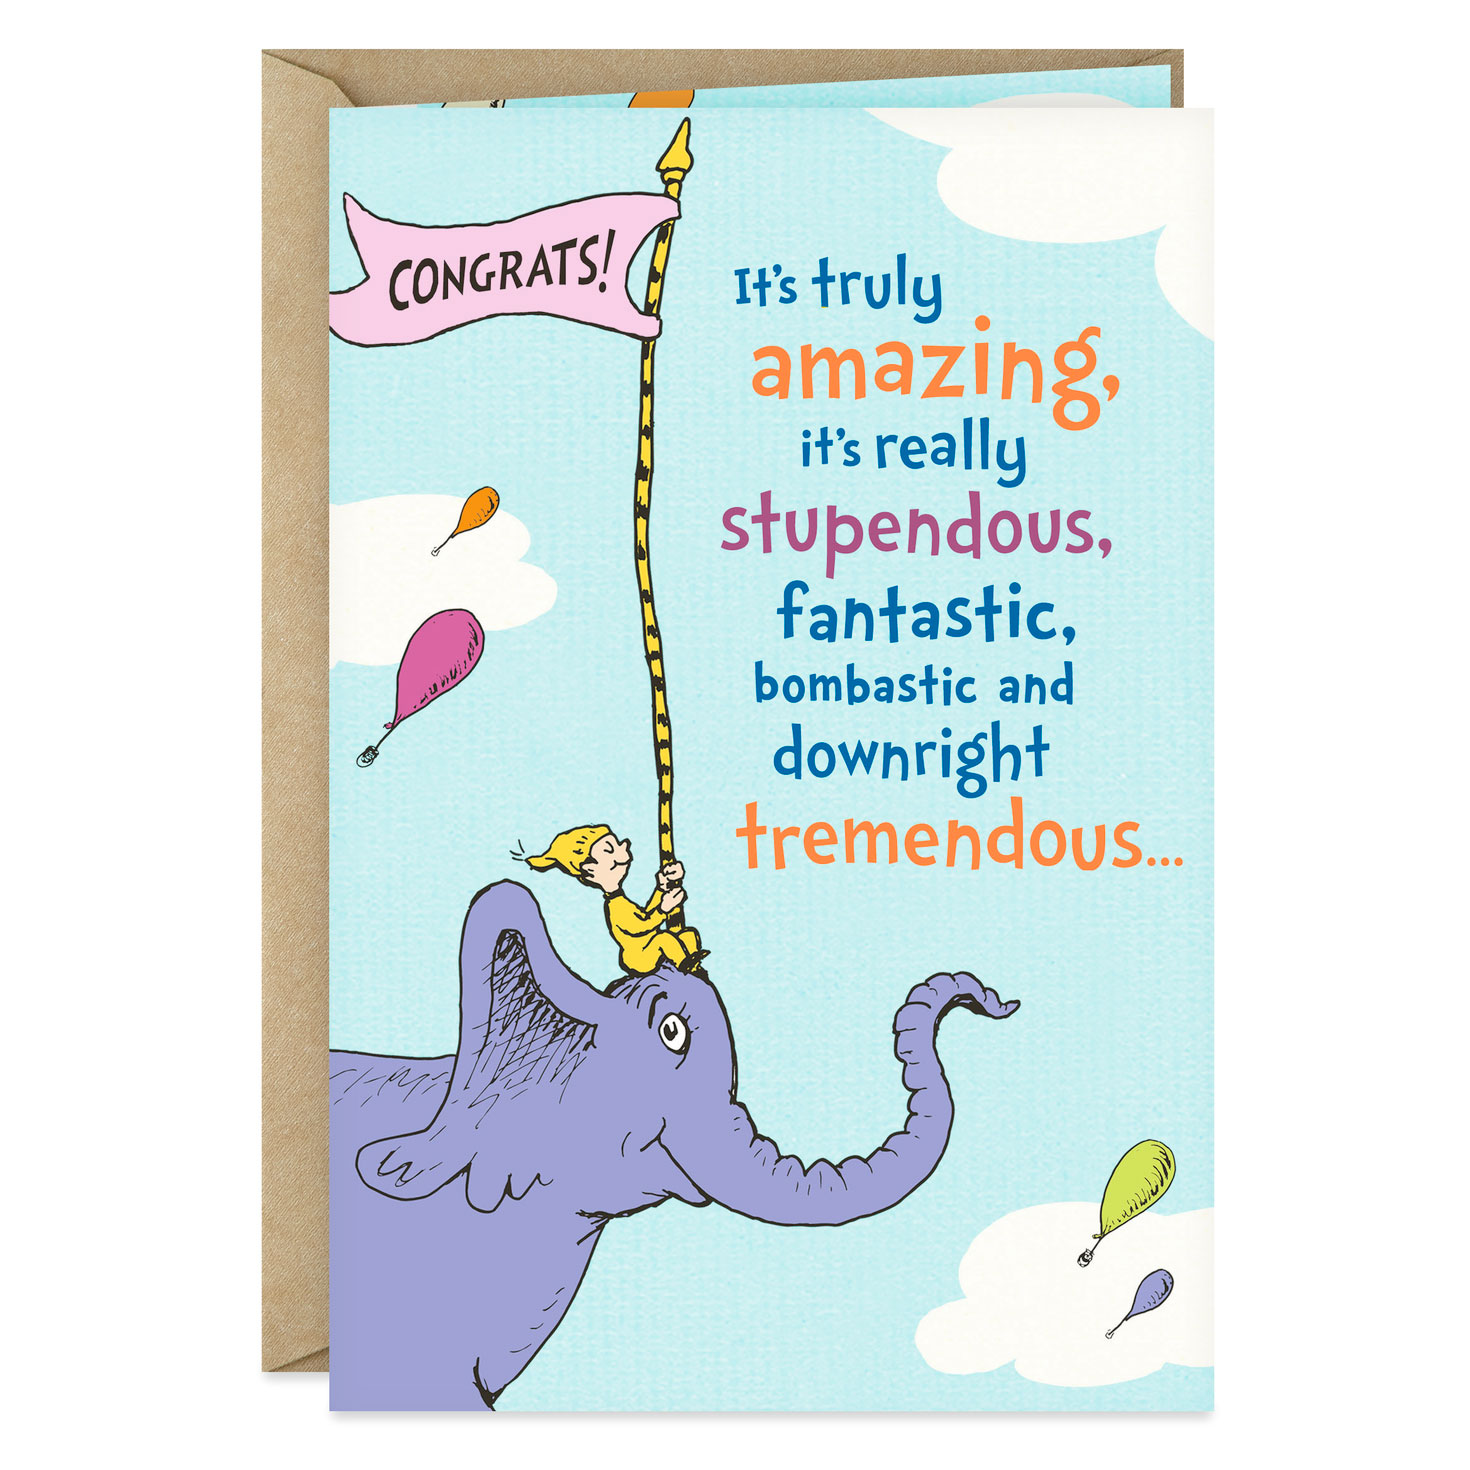 CONGRATS!
It's truly
amazing,
it's really
stupendous,
fantastic,
bombastic and
downright
tremendous...